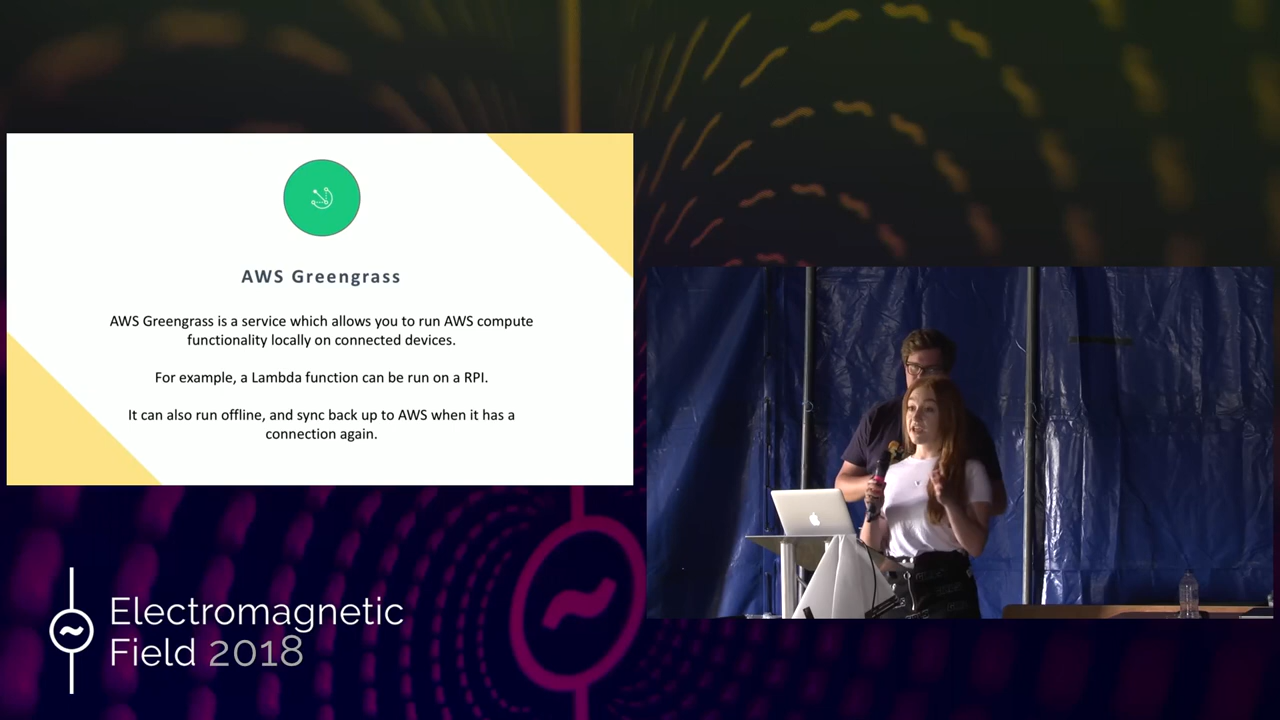 AWS Greengrass
AWS Greengrass is a service which allows you to run AWS compute
functionality locally on connected devices.
For example, a Lambda function can be run on a RPI.
It can also run offline, and sync back up to AWS when it has a
connection again.
Electromagnetic
Field 2018